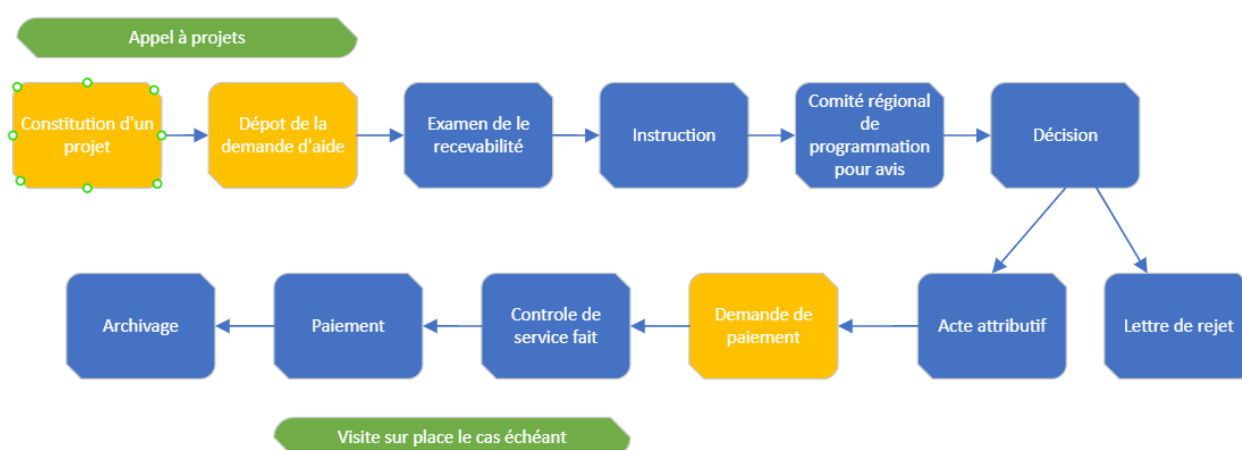 Appel à projets
Constitution d'un
projet
Dépot de la
demande d'aide
Examen de le
recevabilité
Instruction
Comité régional
de
programmation
pour avis
Décision
Archivage
Paiement
Controle de
service fait
Demande de
paiement
Acte attributif
Lettre de rejet
Visite sur place le cas échéant